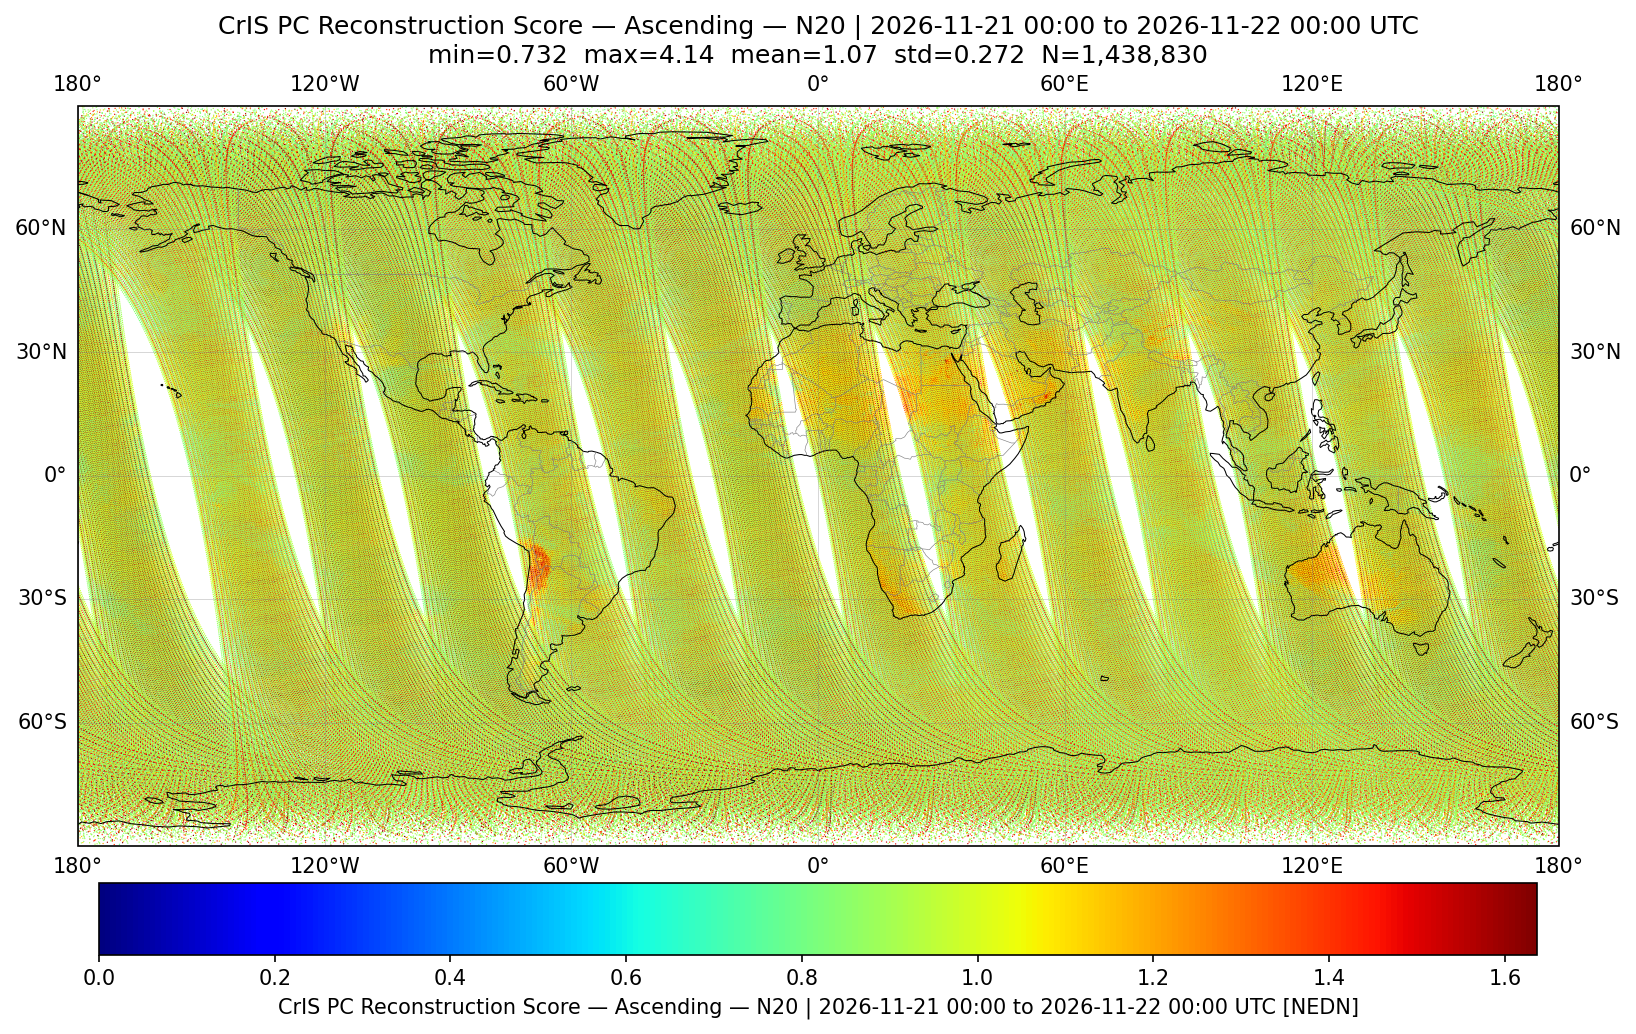 CrIS PC Reconstruction Score — Ascending — N20 | 2026-11-21 00:00 to 2026-11-22 00:00 UTC
min=0.732 max=4.14 mean=1.07 std=0.272 N=1,438,830
180° 120°W 60°W 0° 60°E 120°E 180°
60°N 60°N
30°N 30°N
0° 0°
30°S 30°S
60°S 60°S
180° 120°W 60°W 0° 60°E 120°E 180°
0.0 0.2 0.4 0.6 0.8 1.0 1.2 1.4 1.6
CrIS PC Reconstruction Score — Ascending — N20 | 2026-11-21 00:00 to 2026-11-22 00:00 UTC [NEDN]